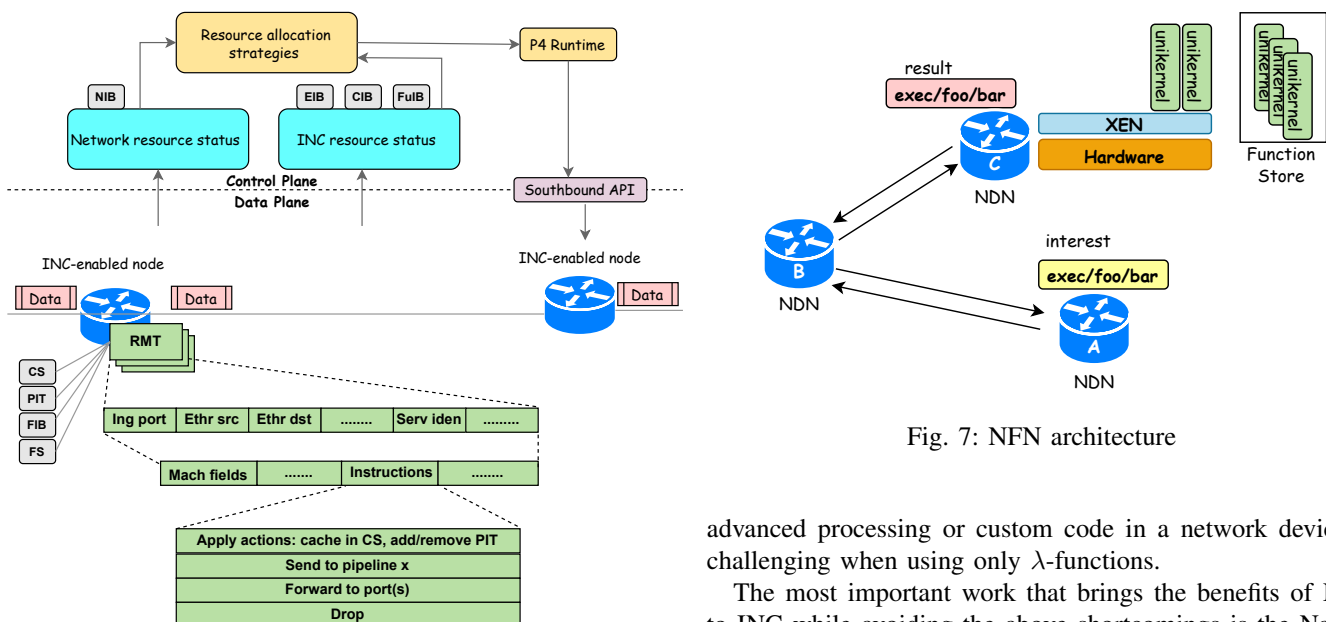 Resource allocation
strategies
P4 Runtime
NIB
EIB
CIB
FuIB
Network resource status
INC resource status
Control Plane
Data Plane
Southbound API
INC-enabled node
INC-enabled node
Data
Data
Data
RMT
CS
PIT
FIB
FS
Ing port
Ethr src
Ethr dst
........
Serv iden
.........
Mach fields
.......
Instructions
........
Apply actions: cache in CS, add/remove PIT
Send to pipeline x
Forward to port(s)
Drop
result
exec/foo/bar
unikernel
unikernel
unikernel
unikernel
unikernel
XEN
Hardware
Function
Store
C
NDN
B
NDN
interest
exec/foo/bar
A
NDN
Fig. 7: NFN architecture
advanced processing or custom code in a network devic
challenging when using only λ-functions.
The most important work that brings the benefits of